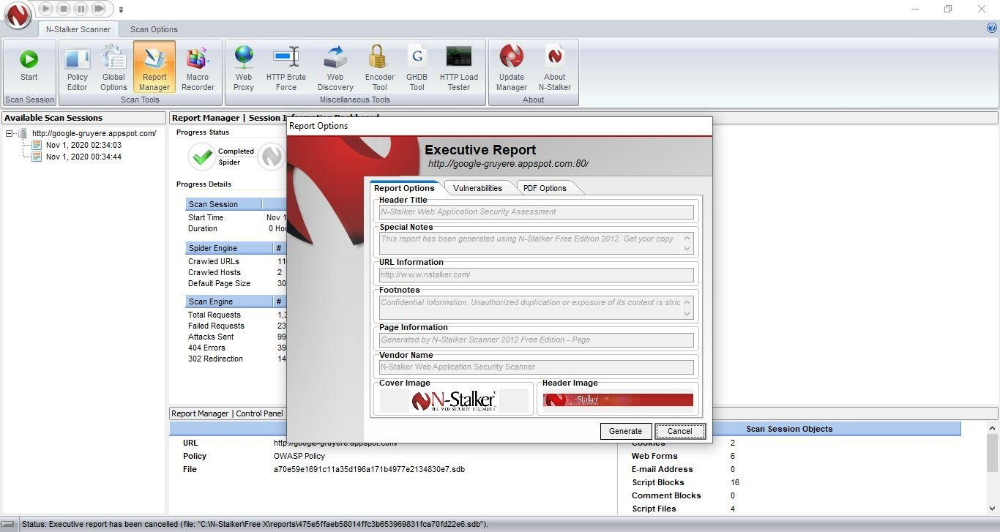 N-Stalker Scanner
Scan Options
Start
Policy Editor
Global Options
Report Manager
Macro Recorder
Web Proxy
HTTP Brute Force
Web Discovery
Encoder Tool
GHDB Tool
HTTP Load Tester
Update Manager
About N-Stalker
Scan Session
Scan Tools
Miscellaneous Tools
About
Available Scan Sessions
http://google-gruyere.appspot.com/
Nov 1, 2020 02:34:03
Nov 1, 2020 00:34:44
Report Manager | Session
Progress Status
Completed
Spider
Progress Details
Scan Session
Start Time Nov 1
Duration 0
Spider Engine #
Crawled URLs
Crawled Hosts 2
Default Page Size 30
Scan Engine #
Total Requests 1,3
Failed Requests 23
Attacks Sent 99
404 Errors 39
302 Redirection 14
Report Options
Executive Report
http://google-gruyere.appspot.com:80/
Report Options
Vulnerabilities
PDF Options
Header Title
N-Stalker Web Application Security Assessment
Special Notes
This report has been generated using N-Stalker Free Edition 2012. Get your copy
URL Information
http://www.nstalker.com/
Footnotes
Confidential Information. Unauthorized duplication or exposure of its content is stric
Page Information
Generated by N-Stalker Scanner 2012 Free Edition - Page
Vendor Name
N-Stalker Web Application Security Scanner
Cover Image
N-Stalker
THE WEB SECURITY SPECIALISTS
Header Image
N-Stalker
Generate
Cancel
Report Manager | Control Panel
URL http://google-gruyere.appspot.com/
Policy OWASP Policy
File a70e59e1691c11a35d196a171b4977e2134830e7.sdb
Scan Session Objects
Cookies 2
Web Forms 6
E-mail Address 0
Script Blocks 16
Comment Blocks 0
Script Files 4
Status: Executive report has been cancelled (file: "C:\N-Stalker\Free X\reports\475e5ffaeb58014ffc3b653969831fca70fd22e6.sdb").